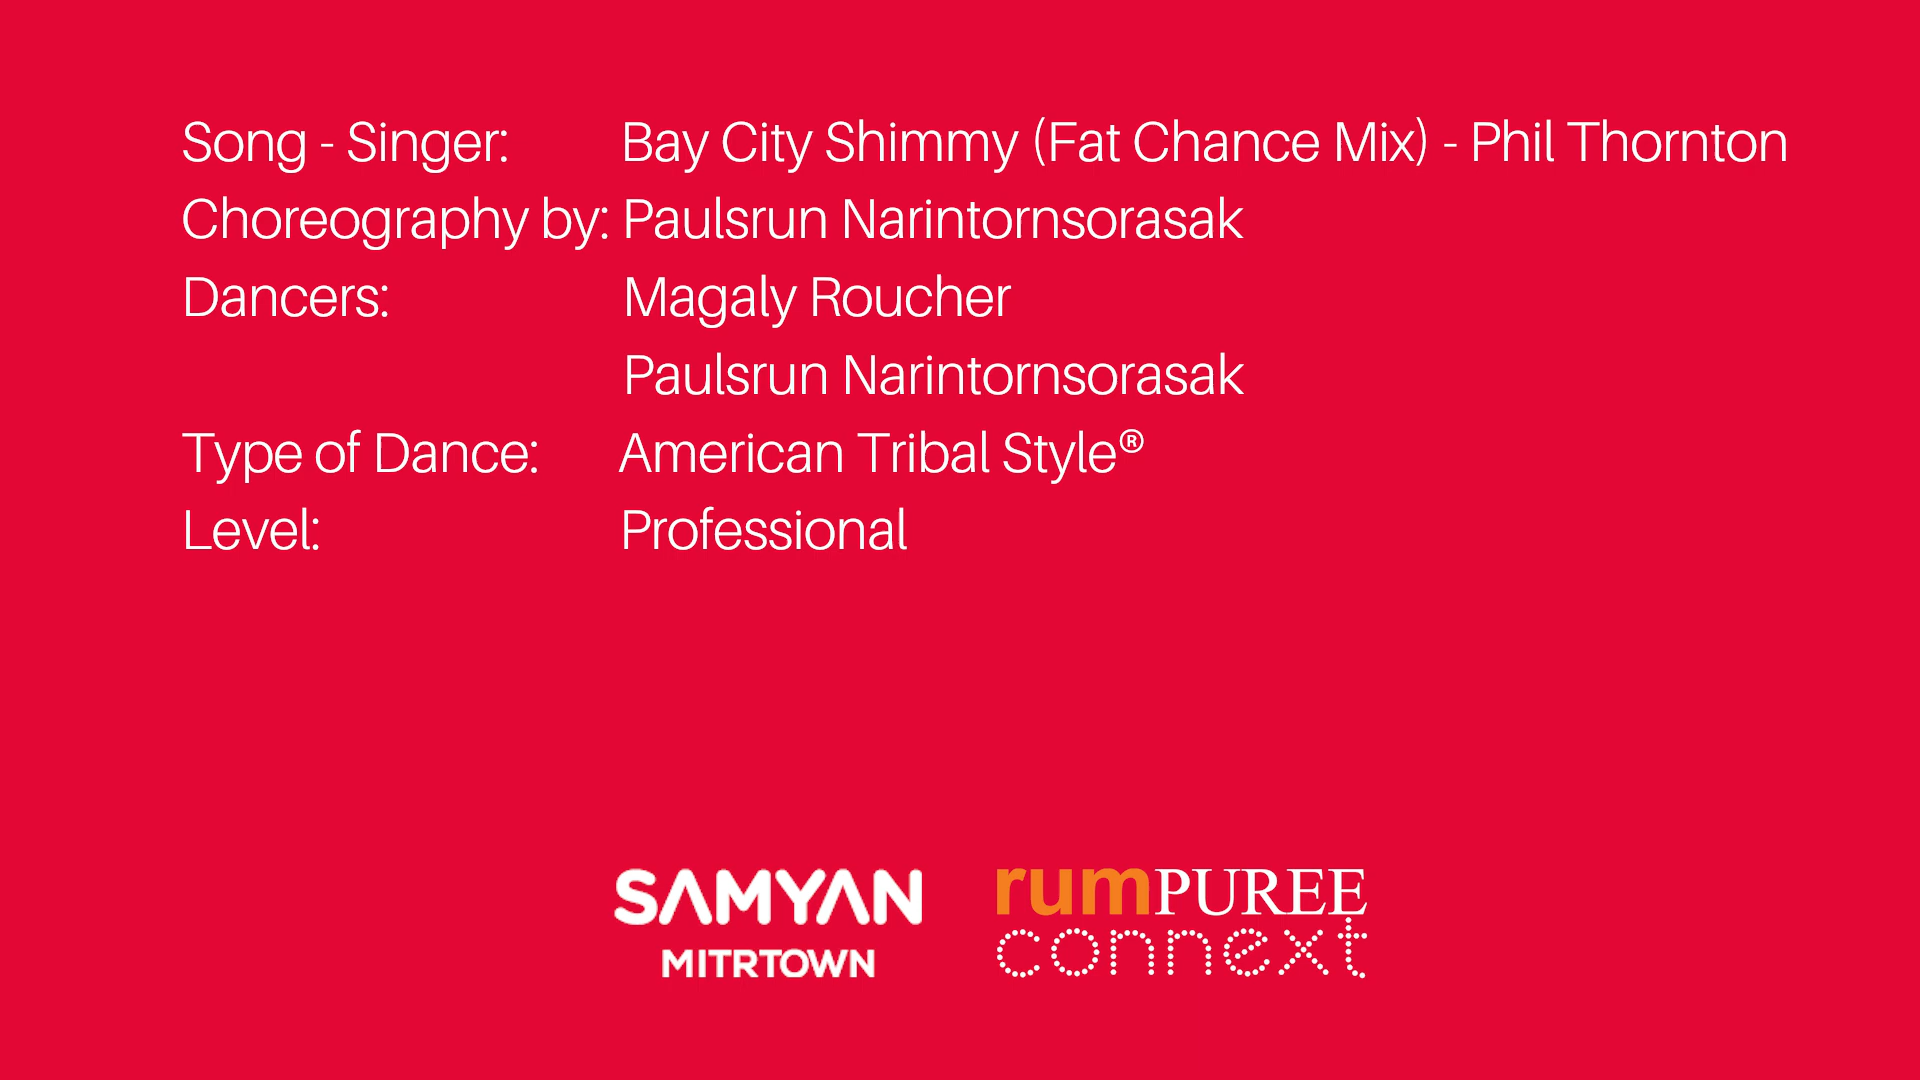 Song - Singer: Bay City Shimmy (Fat Chance Mix) - Phil Thornton
Choreography by: Paulsrun Narintornsorasak
Dancers: Magaly Roucher
Paulsrun Narintornsorasak
Type of Dance: American Tribal Style®
Level: Professional
SAMYAN
MITRTOWN
rumPUREE
connext